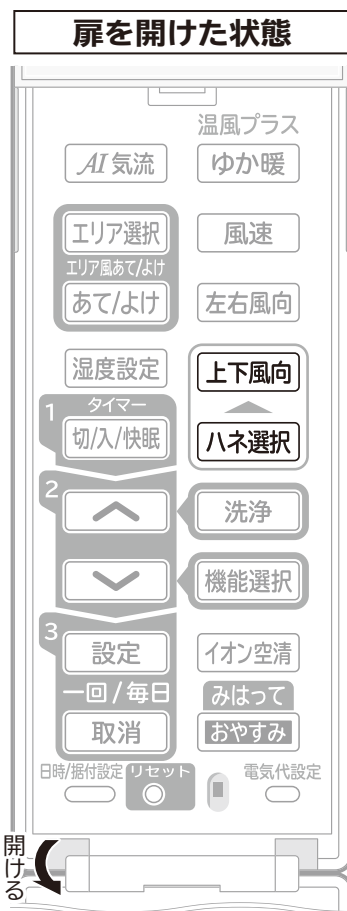 扉を開けた状態
温風プラス
AI気流
ゆか暖
エリア選択
風速
エリア風あて/よけ
あて/よけ
左右風向
湿度設定
上下風向
1
タイマー
切/入/快眠
ハネ選択
2
洗浄
機能選択
3
設定
イオン空清
一回/毎日
みはって
取消
おやすみ
日時/据付設定
リセット
電気代設定
開ける